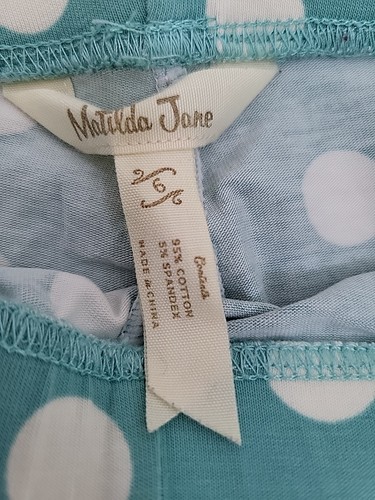 Matilda Jane
6
Contents
95% COTTON
5% SPANDEX
MADE in CHINA